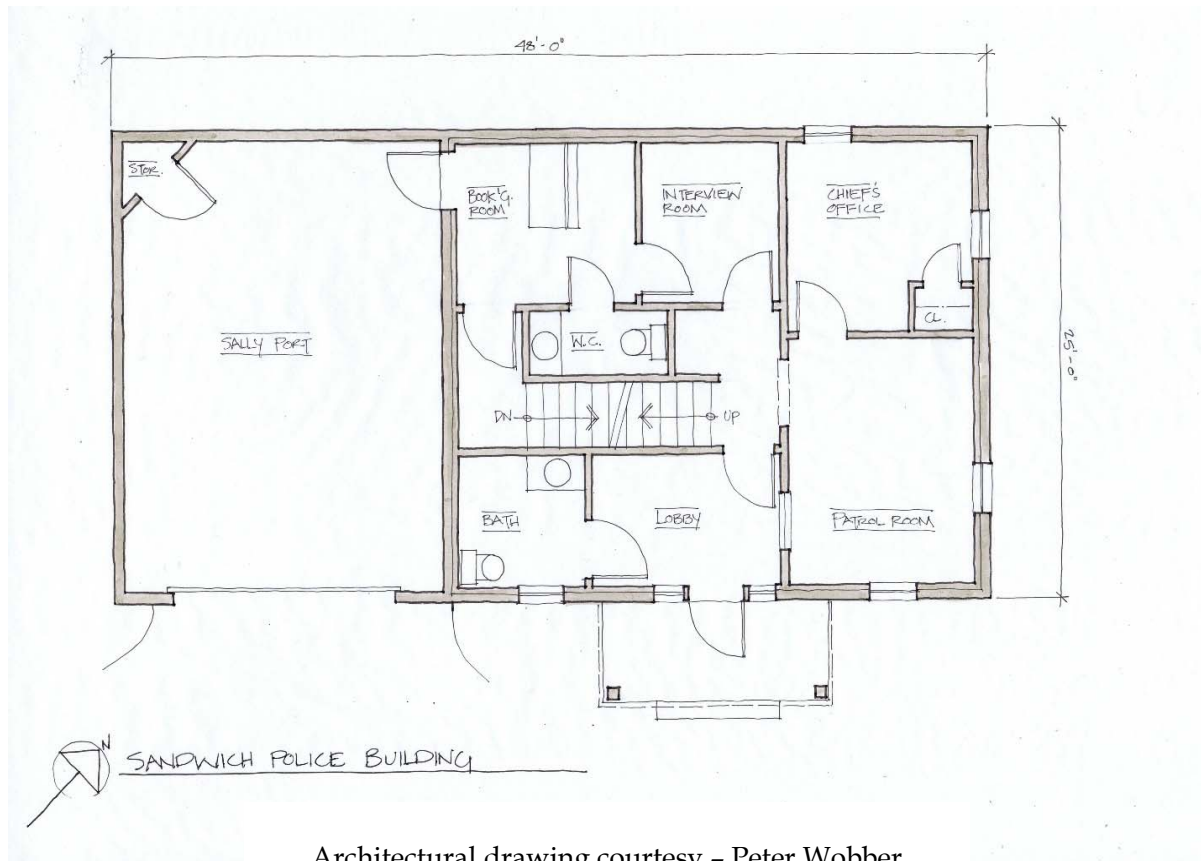 48'-0"
STOR.
BOOK'G.
ROOM
INTERVIEW
ROOM
CHIEF'S
OFFICE
CL.
SALLY PORT
W.C.
25'-0"
DN
UP
BATH
LOBBY
PATROL ROOM
N
SANDWICH POLICE BUILDING
Architectural drawing courtesy – Peter Wobber